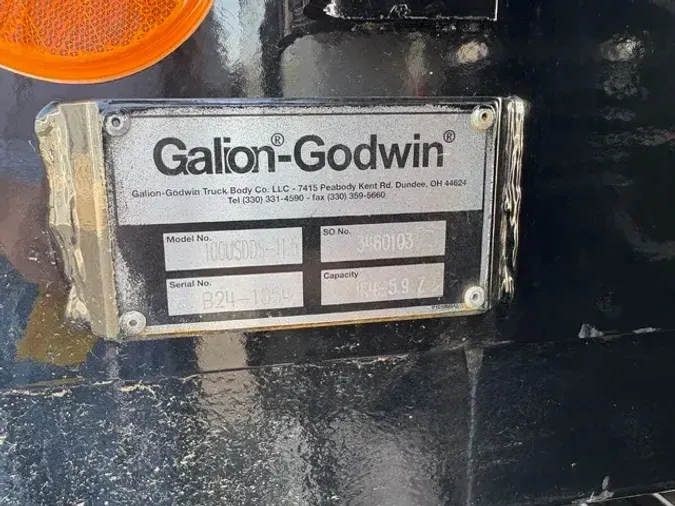 Galion®-Godwin®
Galion-Godwin Truck Body Co. LLC - 7415 Peabody Kent Rd. Dundee, OH 44624
Tel (330) 331-4590 - fax (330) 359-5660
Model No.
SO No.
3460103
Serial No.
Capacity